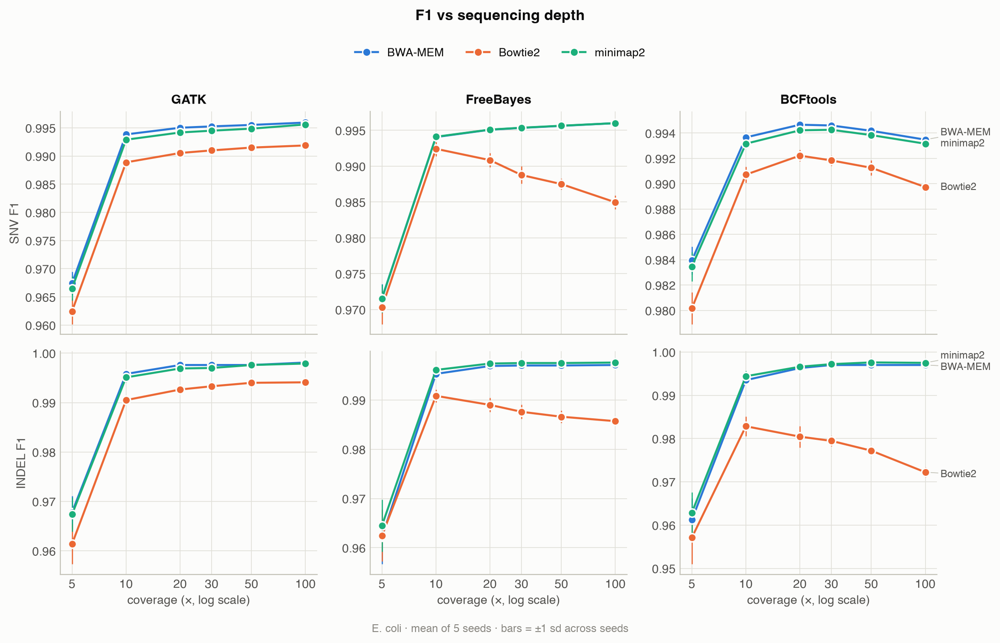 F1 vs sequencing depth
BWA-MEM Bowtie2 minimap2
GATK FreeBayes BCFtools
SNV F1
0.995
0.990
0.985
0.980
0.975
0.970
0.965
0.960
0.995
0.990
0.985
0.980
0.975
0.970
0.994
0.992
0.990
0.988
0.986
0.984
0.982
0.980
BWA-MEM
minimap2
Bowtie2
INDEL F1
1.00
0.99
0.98
0.97
0.96
0.99
0.98
0.97
0.96
1.00
0.99
0.98
0.97
0.96
0.95
minimap2
BWA-MEM
Bowtie2
5 10 20 30 50 100
5 10 20 30 50 100
5 10 20 30 50 100
coverage (×, log scale)
coverage (×, log scale)
coverage (×, log scale)
E. coli · mean of 5 seeds · bars = ±1 sd across seeds